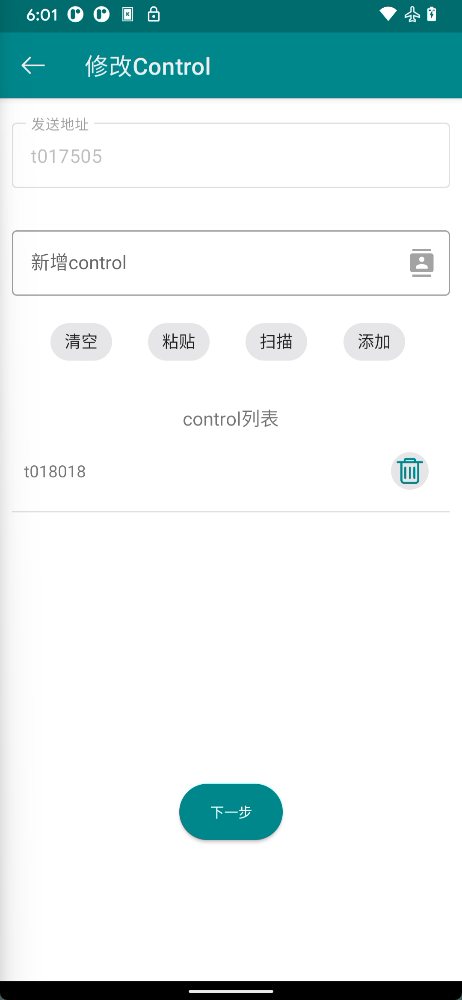 6:01
修改Control
发送地址
t017505
新增control
清空 粘贴 扫描 添加
control列表
t018018
下一步